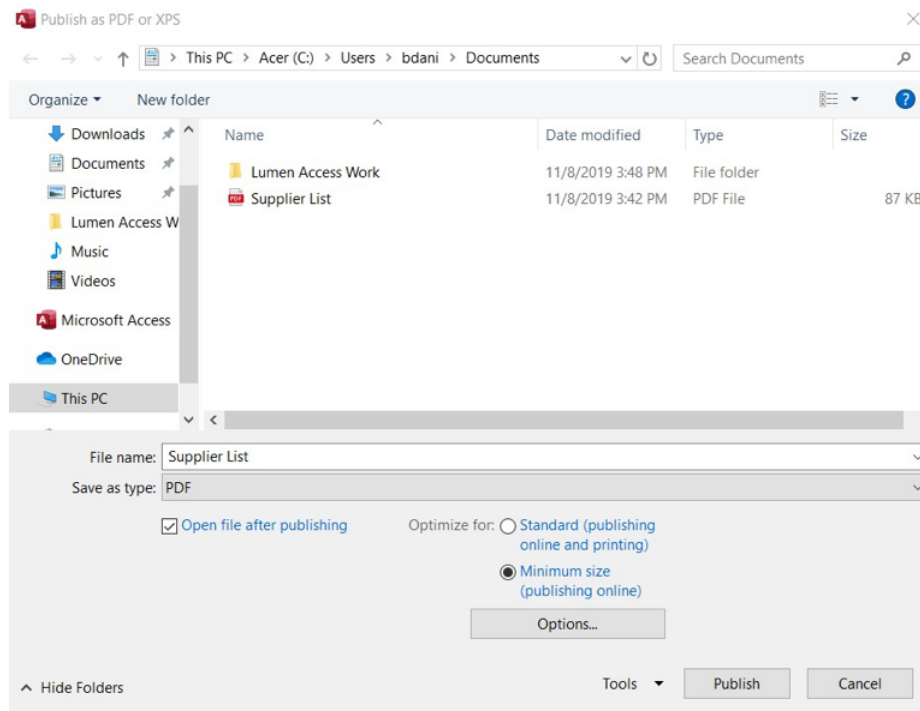 Publish as PDF or XPS
This PC > Acer (C:) > Users > bdani > Documents
Search Documents
Organize
New folder
Name
Date modified
Type
Size
Downloads
Documents
Pictures
Lumen Access W
Music
Videos
Microsoft Access
OneDrive
This PC
Lumen Access Work 11/8/2019 3:48 PM File folder
Supplier List 11/8/2019 3:42 PM PDF File 87 KB
File name: Supplier List
Save as type: PDF
Open file after publishing
Optimize for:
Standard (publishing
online and printing)
Minimum size
(publishing online)
Options...
Hide Folders
Tools
Publish
Cancel